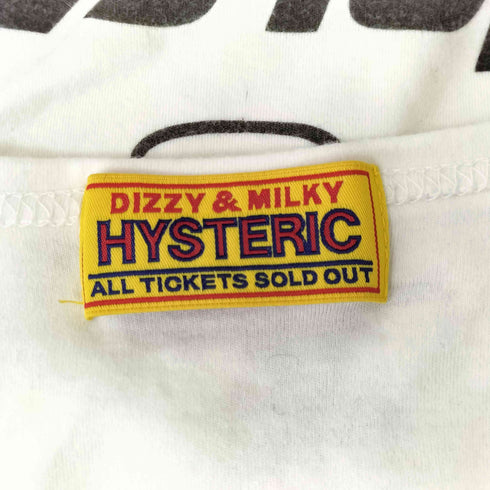 DIZZY & MILKY
HYSTERIC
ALL TICKETS SOLD OUT